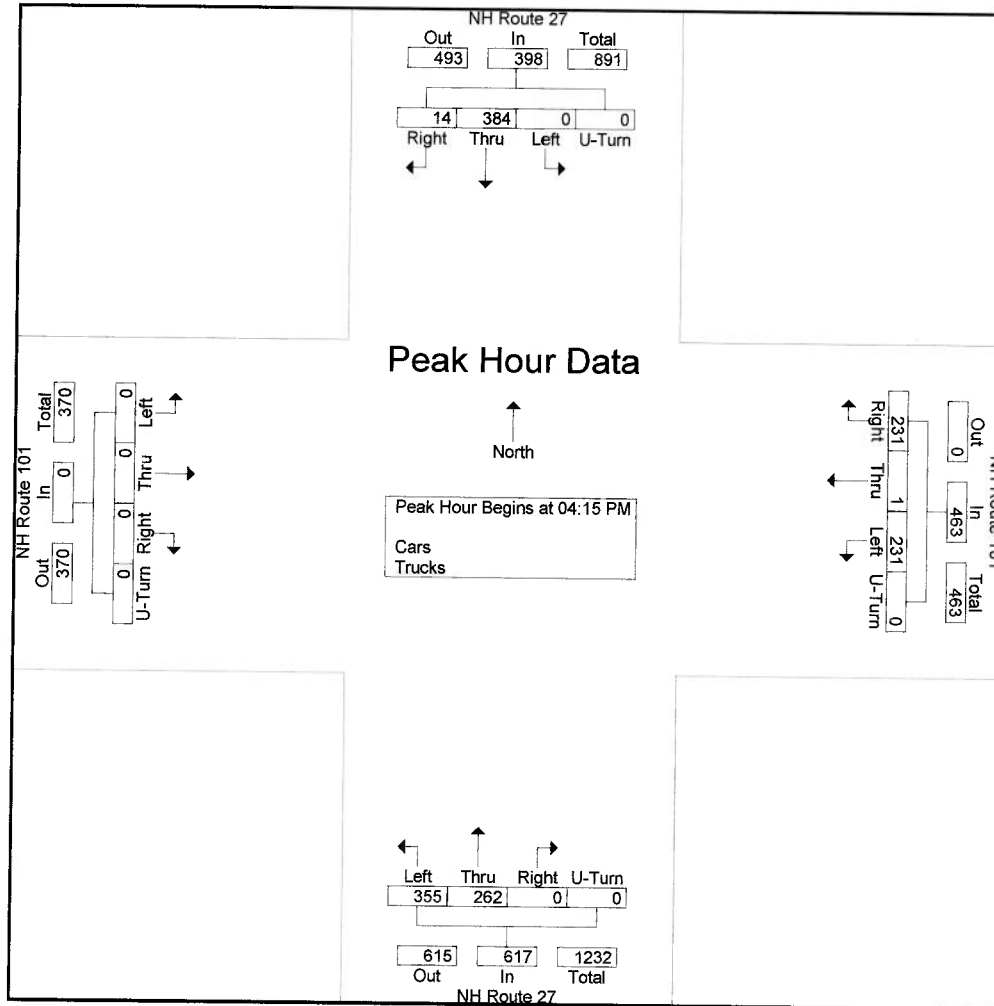 NH Route 27
Out In Total
493 398 891
14 384 0 0
Right Thru Left U-Turn
Peak Hour Data
North
Peak Hour Begins at 04:15 PM
Cars
Trucks
NH Route 101
Out In Total
370 0 370
U-Turn Right Thru Left
0 0 0 0
Right Thru Left U-Turn
231 1 231 0
Out In Total
0 463 463
Left Thru Right U-Turn
355 262 0 0
615 617 1232
Out In Total
NH Route 27